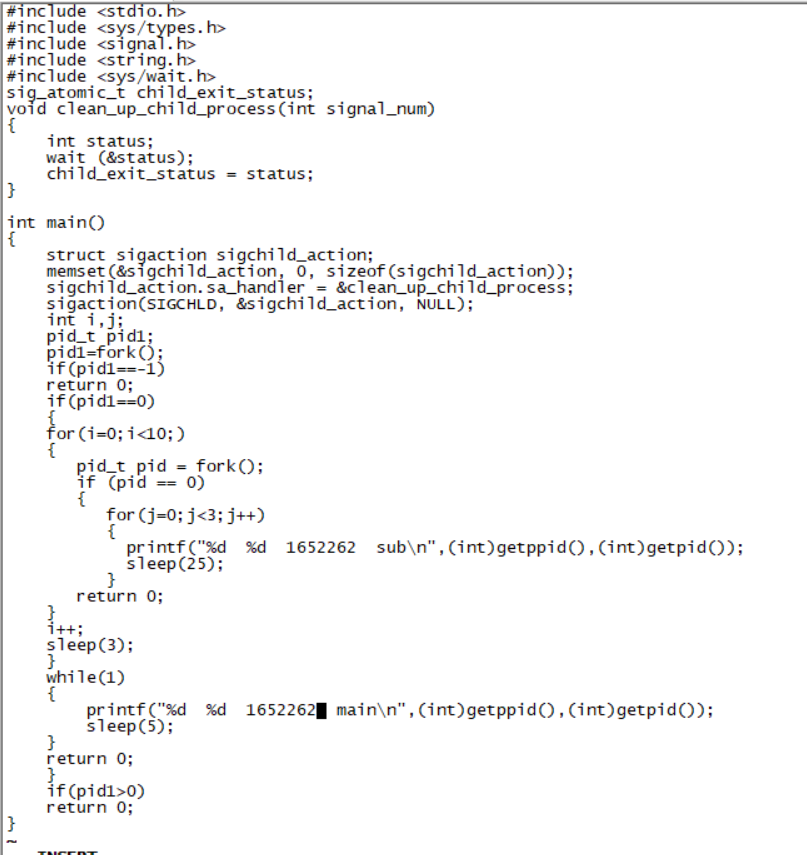 #include <stdio.h>
#include <sys/types.h>
#include <signal.h>
#include <string.h>
#include <sys/wait.h>
sig_atomic_t child_exit_status;
void clean_up_child_process(int signal_num)
{
    int status;
    wait (&status);
    child_exit_status = status;
}

int main()
{
    struct sigaction sigchild_action;
    memset(&sigchild_action, 0, sizeof(sigchild_action));
    sigchild_action.sa_handler = &clean_up_child_process;
    sigaction(SIGCHLD, &sigchild_action, NULL);
    int i,j;
    pid_t pid1;
    pid1=fork();
    if(pid1==-1)
    return 0;
    if(pid1==0)
    {
    for(i=0;i<10;)
    {
       pid_t pid = fork();
       if (pid == 0)
       {
          for(j=0;j<3;j++)
          {
            printf("%d  %d  1652262  sub\n",(int)getppid(),(int)getpid());
            sleep(25);
          }
       return 0;
    }
    i++;
    sleep(3);
    }
    while(1)
    {
        printf("%d  %d  1652262  main\n",(int)getppid(),(int)getpid());
        sleep(5);
    }
    return 0;
    }
    if(pid1>0)
    return 0;
}
~
-- INSERT